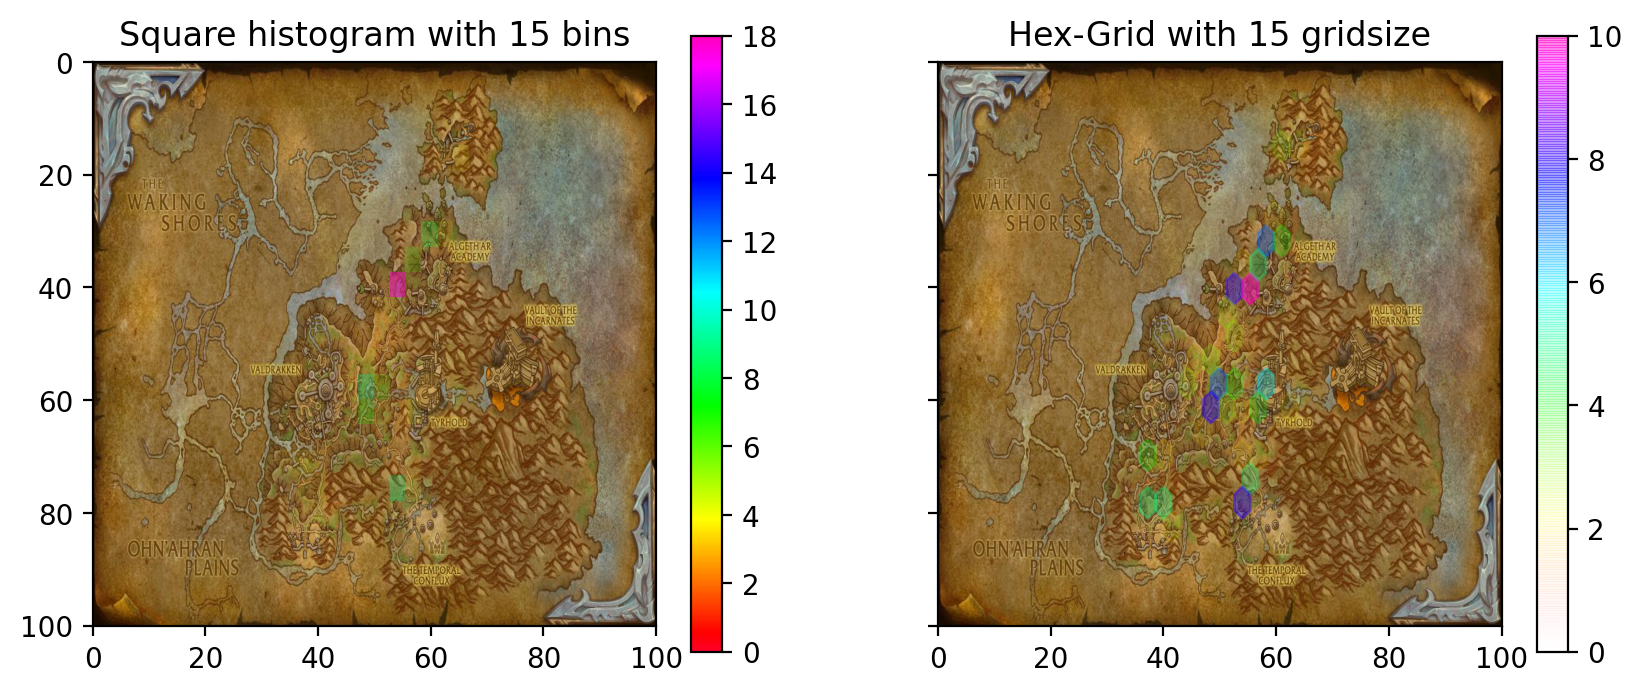 Square histogram with 15 bins
0
20
40
60
80
100
0
20
40
60
80
100
THE
WAKING
SHORES
ALGETH'AR
ACADEMY
VAULT OF THE
INCARNATES
VALDRAKKEN
TYRHOLD
OHN'AHRAN
PLAINS
THE TEMPORAL
CONFLUX
18
16
14
12
10
8
6
4
2
0
Hex-Grid with 15 gridsize
THE
WAKING
SHORES
ALGETH'AR
ACADEMY
VAULT OF THE
INCARNATES
VALDRAKKEN
TYRHOLD
OHN'AHRAN
PLAINS
THE TEMPORAL
CONFLUX
0
20
40
60
80
100
10
8
6
4
2
0